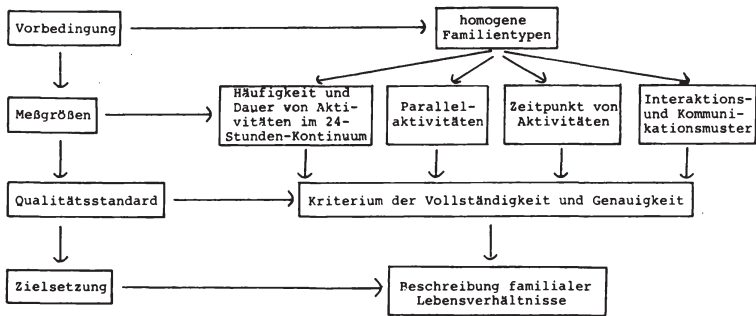 Vorbedingung
homogene
Familientypen
Meßgrößen
Häufigkeit und
Dauer von Akti-
vitäten im 24-
Stunden-Kontinuum
Parallel-
aktivitäten
Zeitpunkt von
Aktivitäten
Interaktions-
und Kommuni-
kationsmuster
Qualitätsstandard
Kriterium der Vollständigkeit und Genauigkeit
Zielsetzung
Beschreibung familialer
Lebensverhältnisse